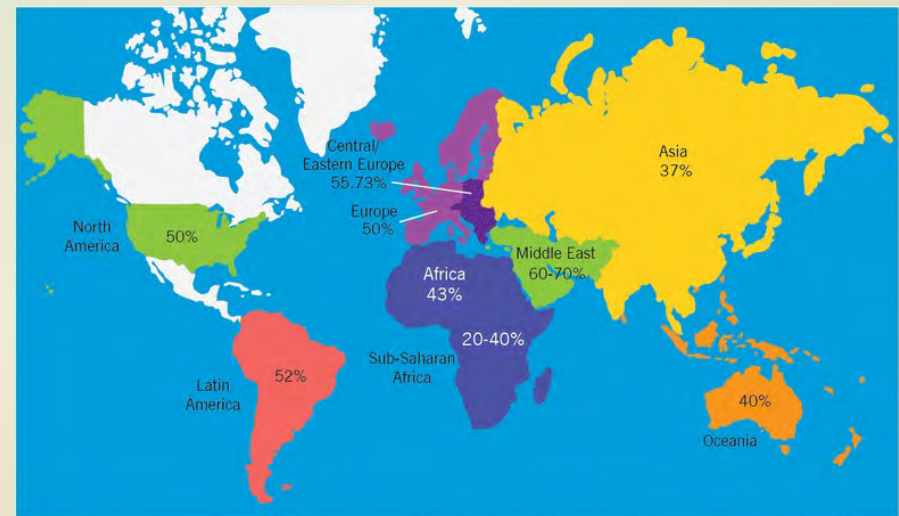 Central/
Eastern Europe
55.73%
Europe
50%
Asia
37%
North
America
50%
Middle East
60-70%
Africa
43%
20-40%
Sub-Saharan
Africa
Latin
America
52%
40%
Oceania